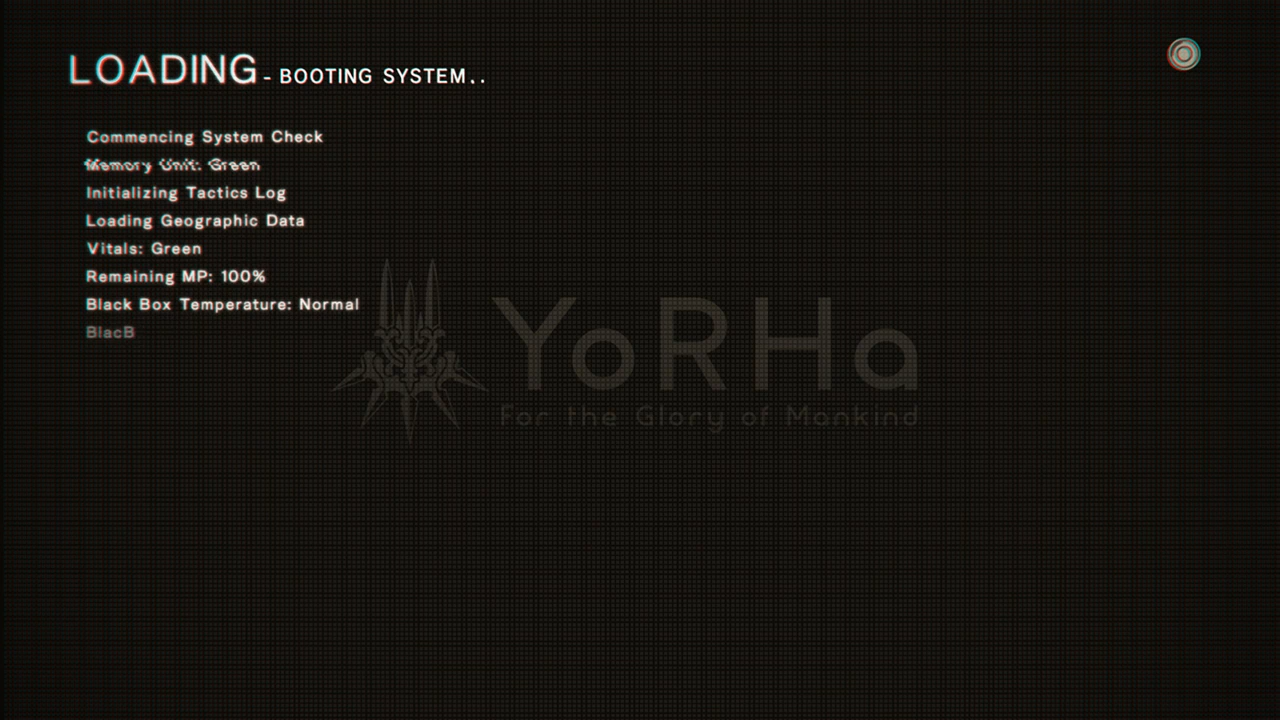 LOADING - BOOTING SYSTEM..
Commencing System Check
Memory Unit: Green
Initializing Tactics Log
Loading Geographic Data
Vitals: Green
Remaining MP: 100%
Black Box Temperature: Normal
BlacB
YoRHa
For the Glory of Mankind